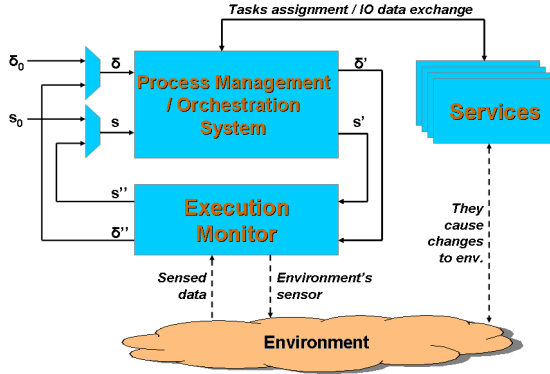 Tasks assignment / IO data exchange
δ0
δ
δ’
Process Management
/ Orchestration
System
Services
s0
s
s’
s’’
δ’’
Execution
Monitor
They
cause
changes
to env.
Sensed
data
Environment’s
sensor
Environment